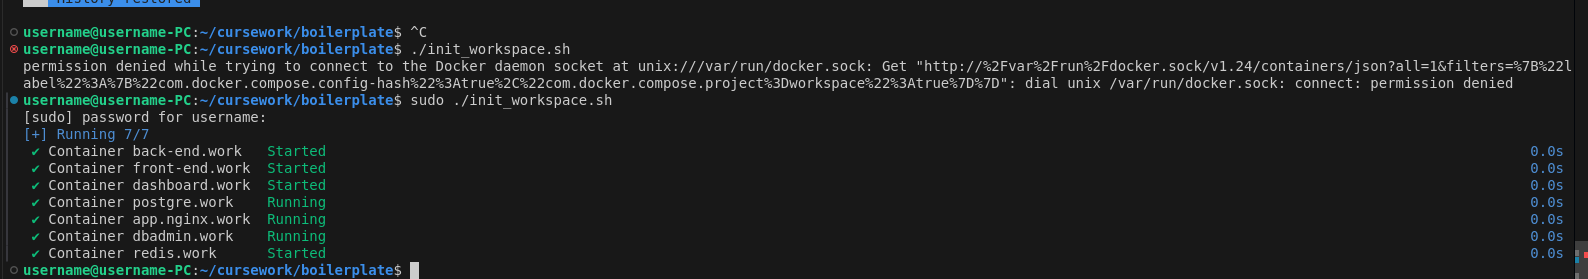 History restored
username@username-PC:~/cursework/boilerplate$ ^C
username@username-PC:~/cursework/boilerplate$ ./init_workspace.sh
permission denied while trying to connect to the Docker daemon socket at unix:///var/run/docker.sock: Get "http://%2Fvar%2Frun%2Fdocker.sock/v1.24/containers/json?all=1&filters=%7B%22l
abel%22%3A%7B%22com.docker.compose.config-hash%22%3Atrue%2C%22com.docker.compose.project%3Dworkspace%22%3Atrue%7D%7D": dial unix /var/run/docker.sock: connect: permission denied
username@username-PC:~/cursework/boilerplate$ sudo ./init_workspace.sh
[sudo] password for username:
[+] Running 7/7
✔ Container back-end.work Started 0.0s
✔ Container front-end.work Started 0.0s
✔ Container dashboard.work Started 0.0s
✔ Container postgre.work Running 0.0s
✔ Container app.nginx.work Running 0.0s
✔ Container dbadmin.work Running 0.0s
✔ Container redis.work Started 0.0s
username@username-PC:~/cursework/boilerplate$